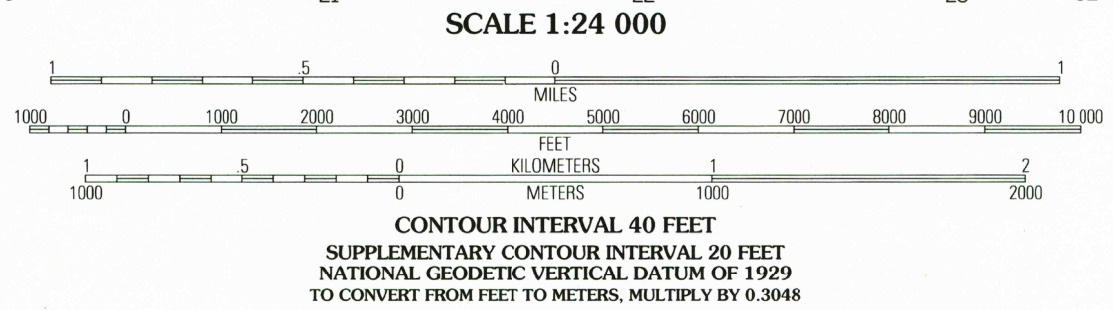 SCALE 1:24 000
1 .5 0 1
MILES
1000 0 1000 2000 3000 4000 5000 6000 7000 8000 9000 10 000
FEET
1 .5 0 KILOMETERS 1 2
1000 0 METERS 1000 2000
CONTOUR INTERVAL 40 FEET
SUPPLEMENTARY CONTOUR INTERVAL 20 FEET
NATIONAL GEODETIC VERTICAL DATUM OF 1929
TO CONVERT FROM FEET TO METERS, MULTIPLY BY 0.3048